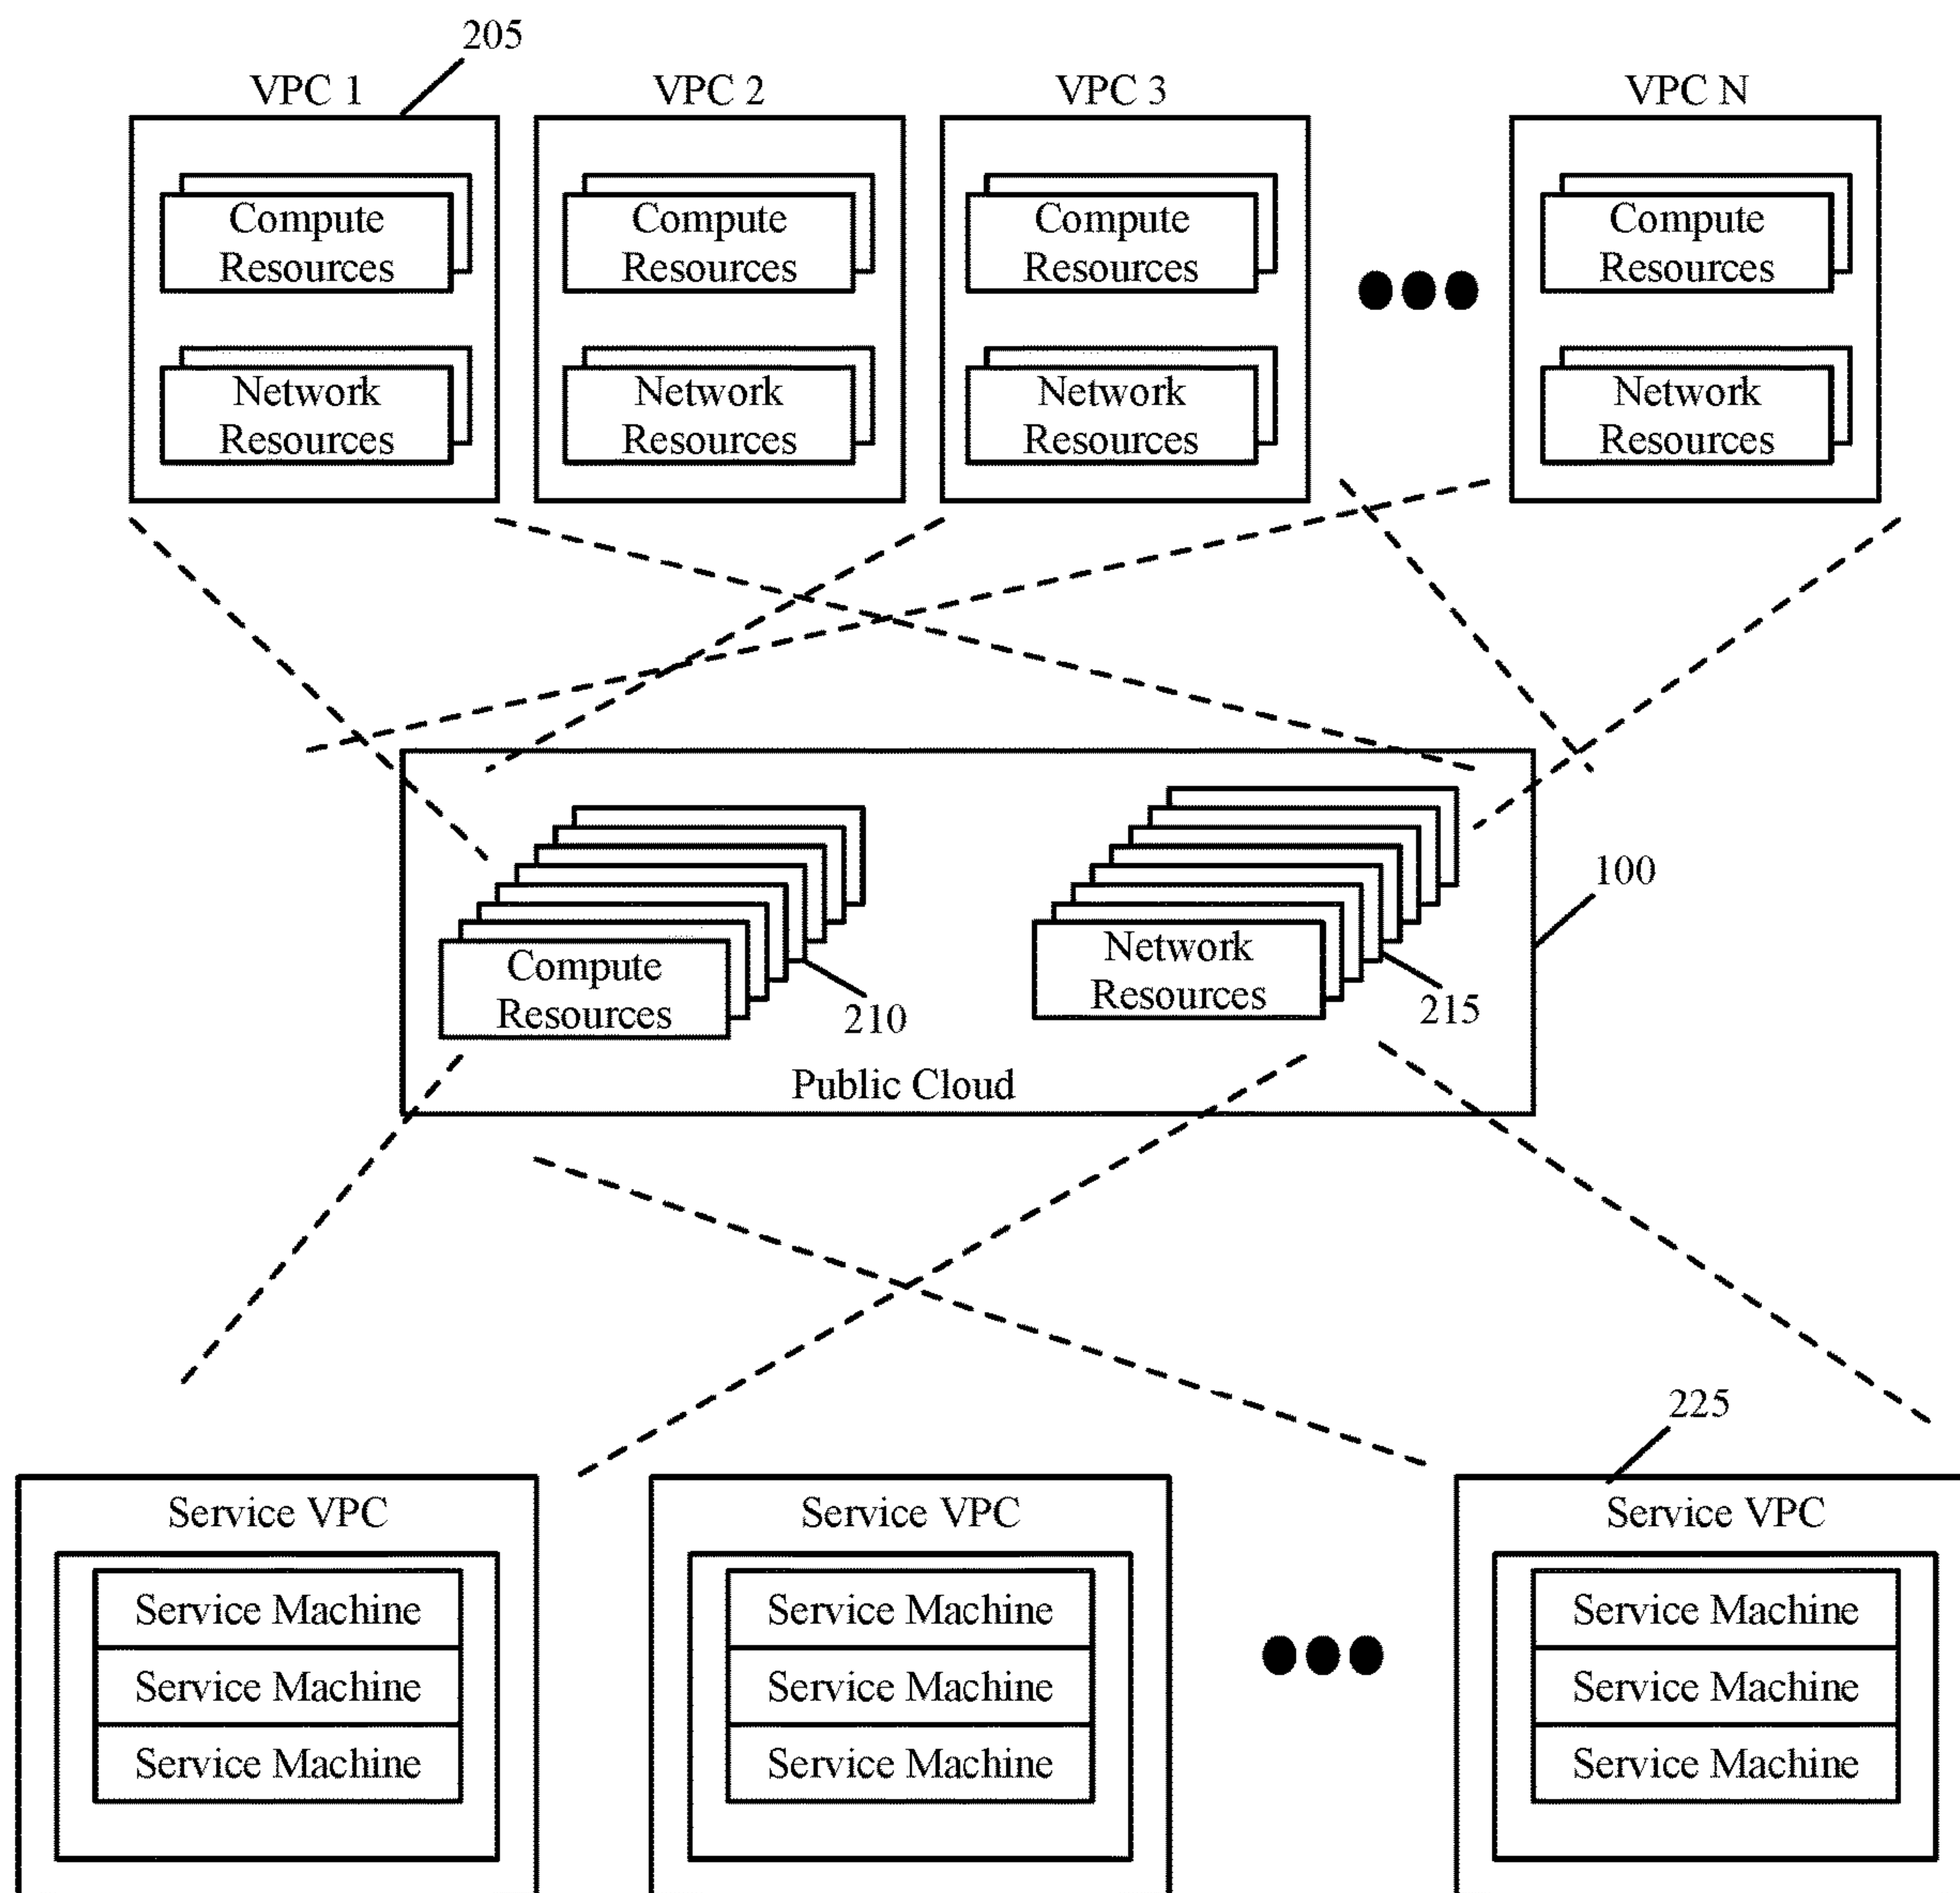 205
VPC 1
VPC 2
VPC 3
VPC N
Compute
Resources
Compute
Resources
Compute
Resources
Compute
Resources
Network
Resources
Network
Resources
Network
Resources
Network
Resources
100
Compute
Resources
210
Network
Resources
215
Public Cloud
225
Service VPC
Service VPC
Service VPC
Service Machine
Service Machine
Service Machine
Service Machine
Service Machine
Service Machine
Service Machine
Service Machine
Service Machine